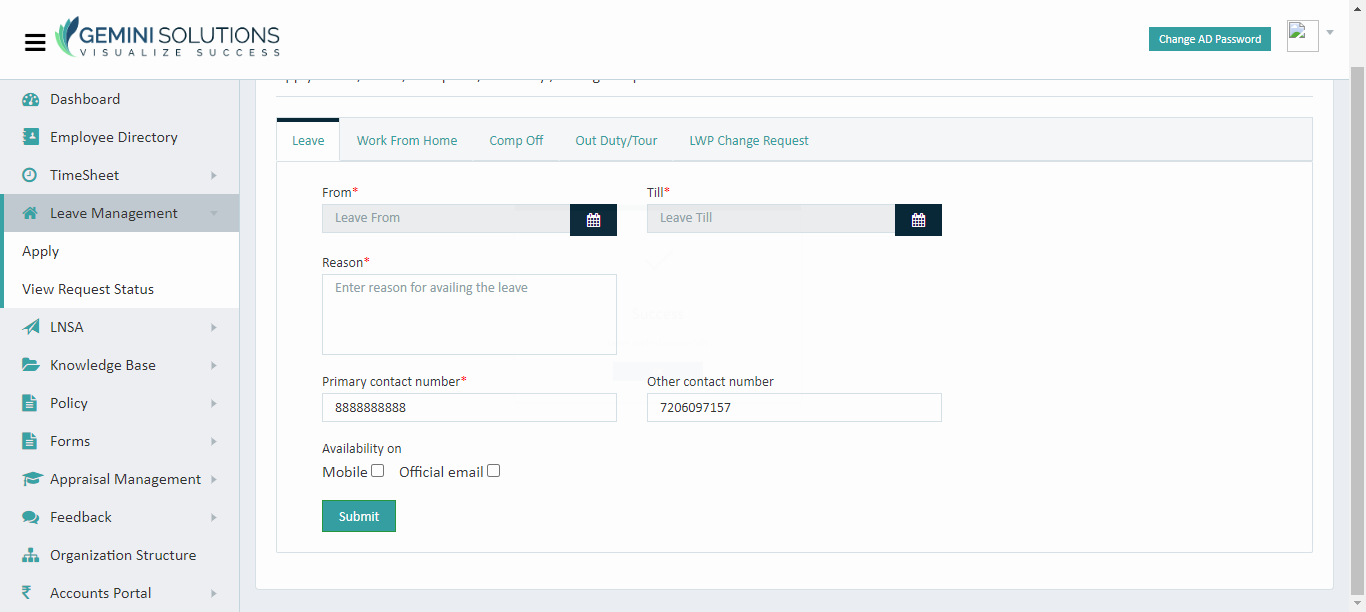 GEMINI SOLUTIONS
VISUALIZE SUCCESS
Change AD Password
Dashboard
Employee Directory
TimeSheet
Leave Management
Apply
View Request Status
LNSA
Knowledge Base
Policy
Forms
Appraisal Management
Feedback
Organization Structure
Accounts Portal
Leave Work From Home Comp Off Out Duty/Tour LWP Change Request
From* Till*
Leave From Leave Till
Reason*
Enter reason for availing the leave
Primary contact number* Other contact number
8888888888 7206097157
Availability on
Mobile Official email
Submit